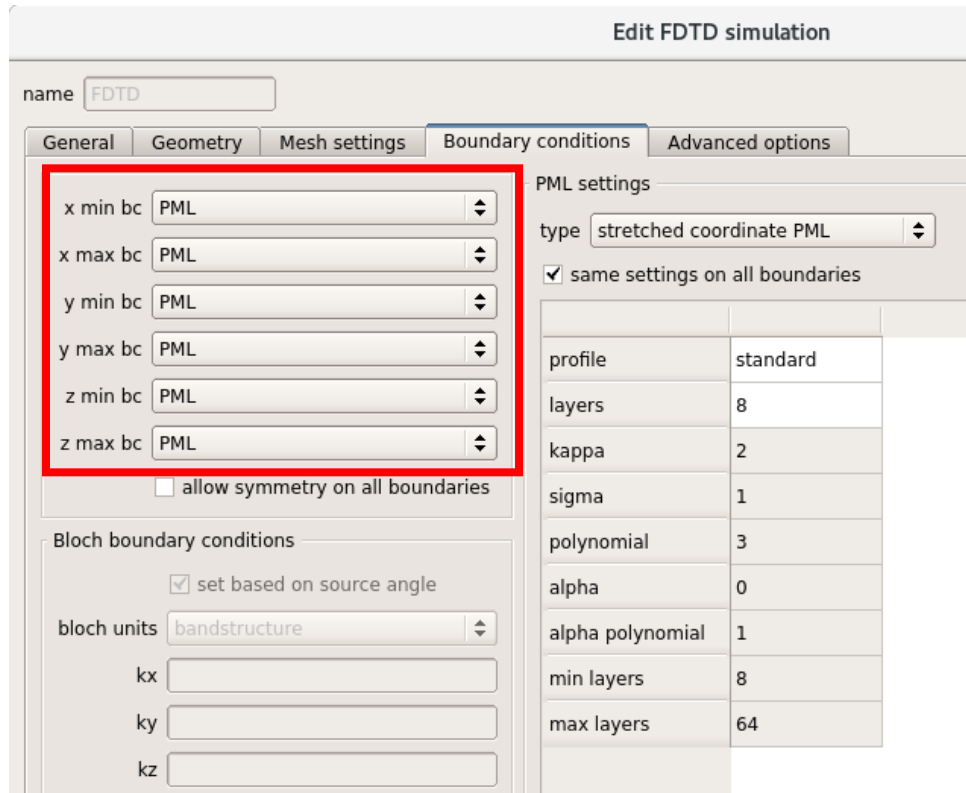 Edit FDTD simulation
name FDTD
General Geometry Mesh settings Boundary conditions Advanced options
x min bc PML
x max bc PML
y min bc PML
y max bc PML
z min bc PML
z max bc PML
allow symmetry on all boundaries
Bloch boundary conditions
set based on source angle
bloch units bandstructure
kx
ky
kz
PML settings
type stretched coordinate PML
same settings on all boundaries
profile standard
layers 8
kappa 2
sigma 1
polynomial 3
alpha 0
alpha polynomial 1
min layers 8
max layers 64